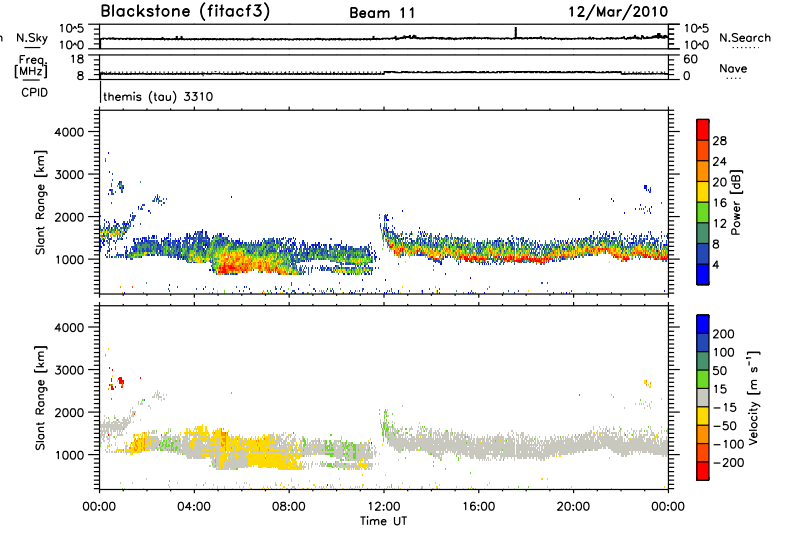 Blackstone (fitacf3) Beam 11 12/Mar/2010
n N.Sky 10^5 10^0 10^5 10^0 N.Search
Freq. [MHz] 18 8 60 0 Nave
CPID themis (tau) 3310
Slant Range [km] 4000 3000 2000 1000
28 24 20 16 12 8 4 Power [dB]
Slant Range [km] 4000 3000 2000 1000
200 100 50 15 -15 -50 -100 -200 Velocity [m s^-1]
00:00 04:00 08:00 12:00 16:00 20:00 00:00
Time UT